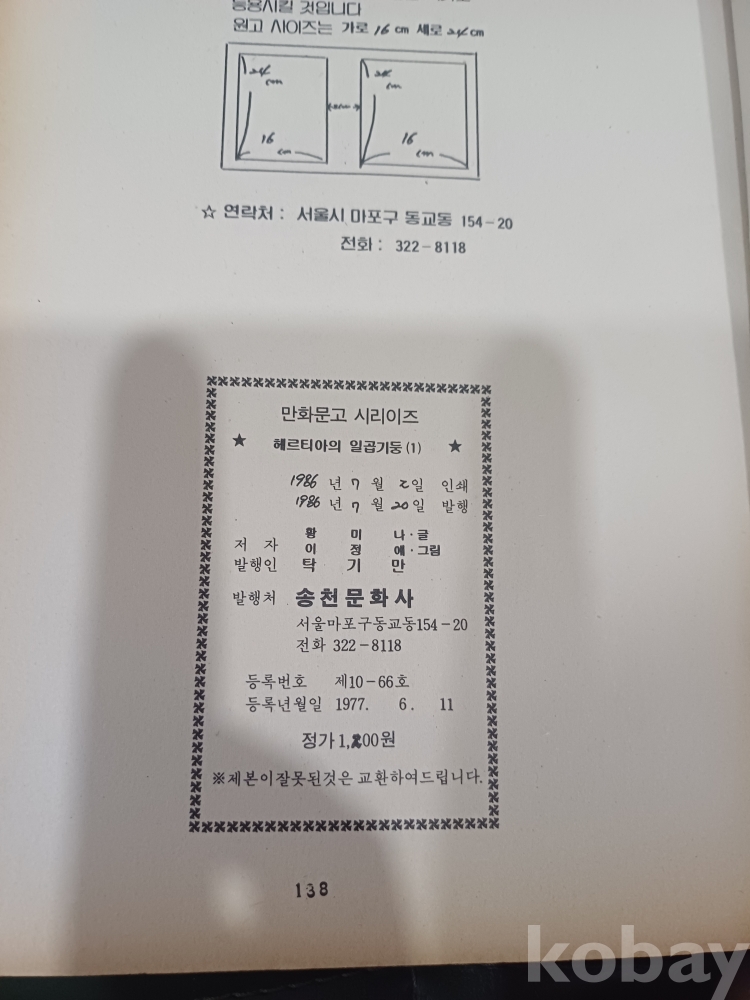 등용시킬 것입니다
원고 사이즈는 가로 16 cm 세로 24 cm
24 cm
24 cm
16 cm
16 cm
☆ 연락처 : 서울시 마포구 동교동 154-20
전화 : 322-8118
만화문고 시리이즈
★ 헤르티아의 일곱기둥 (1) ★
1986 년 7 월 2 일 인쇄
1986 년 7 월 20 일 발행
황 미 나·글
저 자 이 정 애·그림
발행인 탁 기 만
발행처 송천문화사
서울마포구동교동154-20
전화 322-8118
등록번호 제10-66호
등록년월일 1977. 6. 11
정가 1,200원
※제본이잘못된것은 교환하여드립니다.
138
kobay